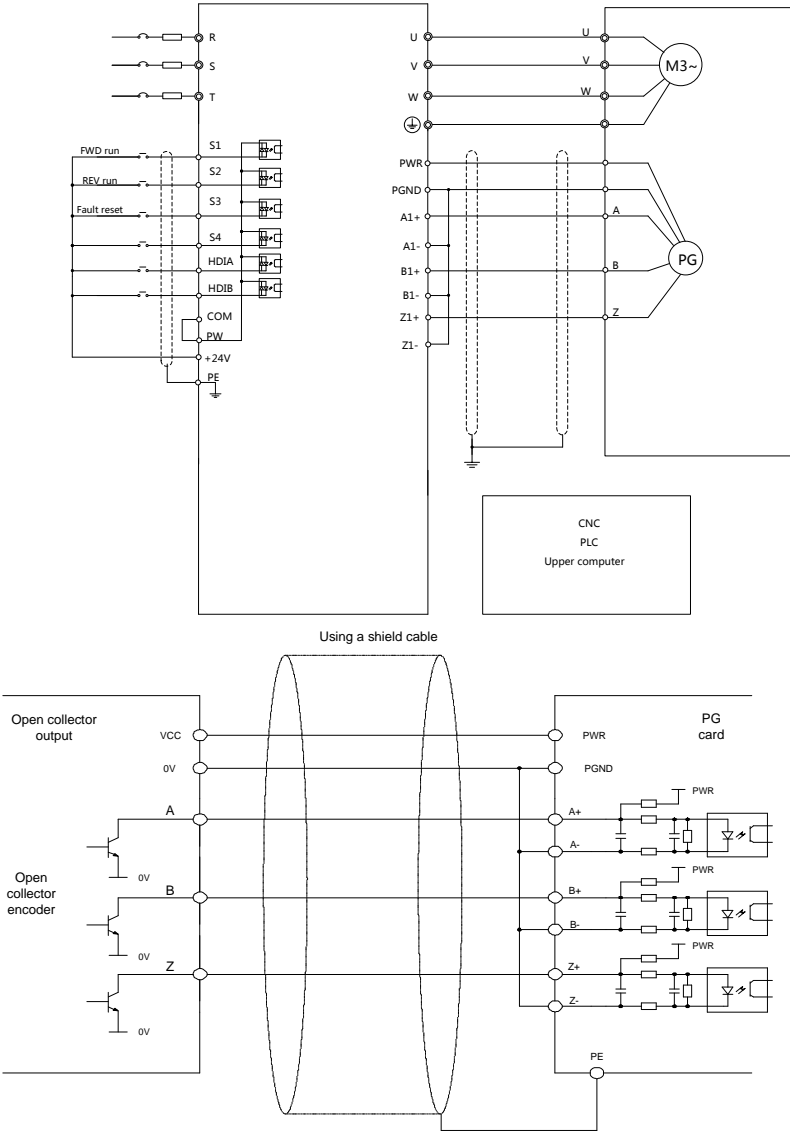 R
S
T
U
V
W
U
V
W
M3~
FWD run
REV run
Fault reset
S1
S2
S3
S4
HDIA
HDIB
COM
PW
+24V
PE
PWR
PGND
A1+
A1-
B1+
B1-
Z1+
Z1-
A
B
Z
PG
CNC
PLC
Upper computer
Using a shield cable
Open collector
output
VCC
0V
A
0V
Open
collector
encoder
B
0V
Z
0V
PG
card
PWR
PGND
A+
A-
PWR
B+
B-
PWR
Z+
Z-
PWR
PE